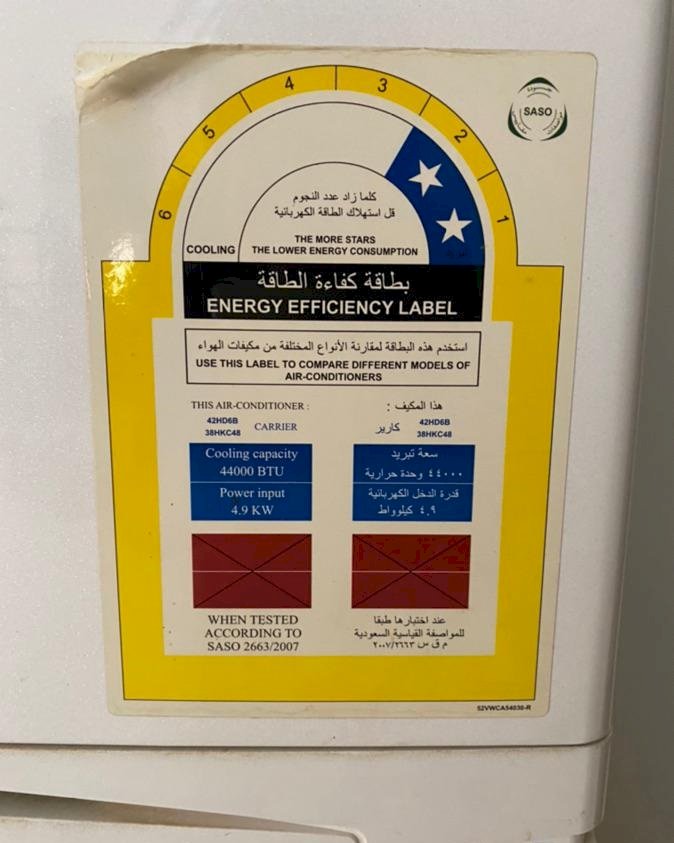 4
3
5
2
6
1
جودة
SASO
كلما زاد عدد النجوم
قل استهلاك الطاقة الكهربائية
THE MORE STARS
THE LOWER ENERGY CONSUMPTION
COOLING
بطاقة كفاءة الطاقة
ENERGY EFFICIENCY LABEL
استخدم هذه البطاقة لمقارنة الأنواع المختلفة من مكيفات الهواء
USE THIS LABEL TO COMPARE DIFFERENT MODELS OF
AIR-CONDITIONERS
THIS AIR-CONDITIONER :
42HD6B
38HKC48
CARRIER
Cooling capacity
44000 BTU
Power input
4.9 KW
WHEN TESTED
ACCORDING TO
SASO 2663/2007
هذا المكيف :
42HD6B
38HKC48
كارير
سعة تبريد
٤٤٠٠٠ وحدة حرارية
قدرة الدخل الكهربائية
٤,٩ كيلوواط
عند اختبارها طبقا
للمواصفة القياسية السعودية
م ق س ٢٠٠٧/٢٦٦٣
52VWCA54030-R